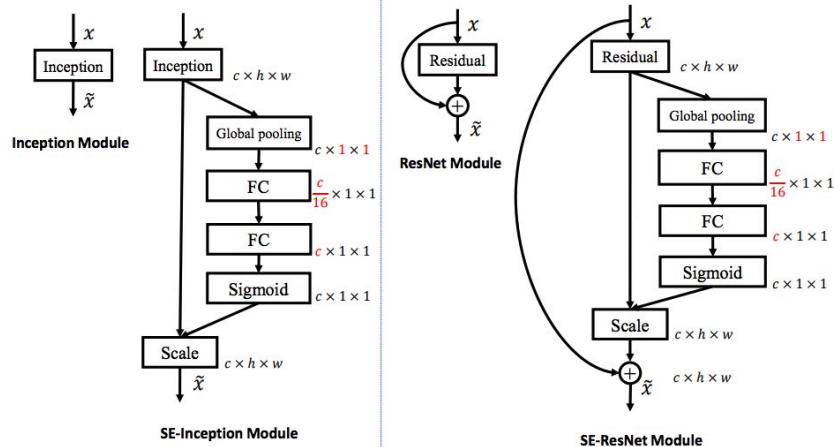 x
Inception
x̃
Inception Module
x
Inception
c × h × w
Global pooling
c × 1 × 1
FC
c/16 × 1 × 1
FC
c × 1 × 1
Sigmoid
c × 1 × 1
Scale
c × h × w
x̃
SE-Inception Module
x
Residual
+
x̃
ResNet Module
x
Residual
c × h × w
Global pooling
c × 1 × 1
FC
c/16 × 1 × 1
FC
c × 1 × 1
Sigmoid
c × 1 × 1
Scale
c × h × w
+
x̃
c × h × w
SE-ResNet Module